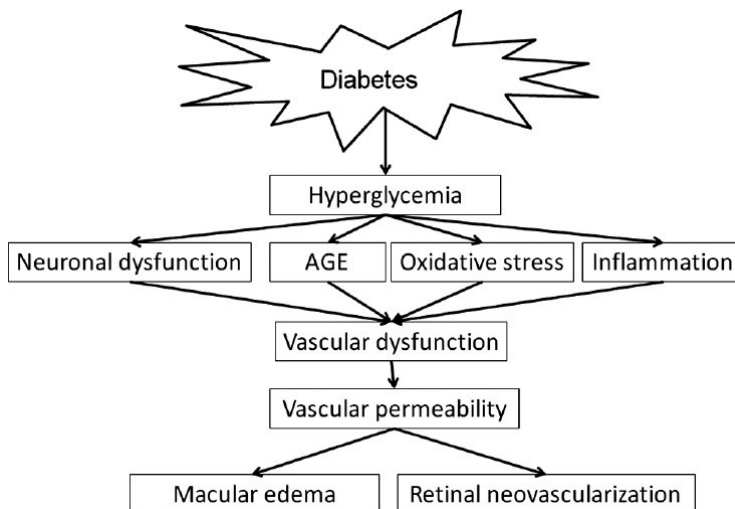 Diabetes
Hyperglycemia
Neuronal dysfunction
AGE
Oxidative stress
Inflammation
Vascular dysfunction
Vascular permeability
Macular edema
Retinal neovascularization